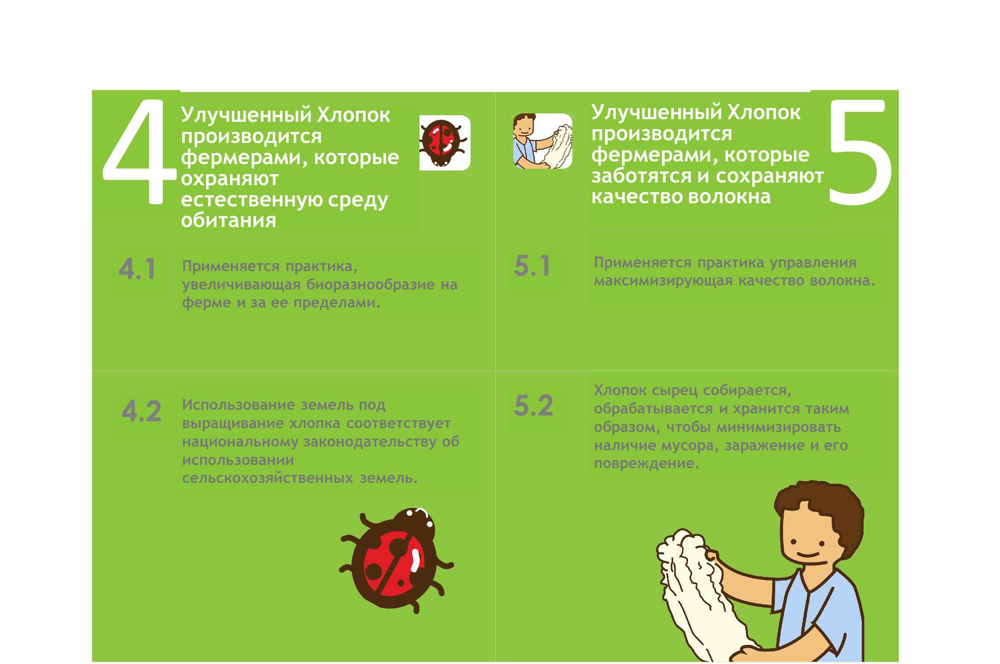 4
Улучшенный Хлопок
производится
фермерами, которые
охраняют
естественную среду
обитания
4.1
Применяется практика,
увеличивающая биоразнообразие на
ферме и за ее пределами.
4.2
Использование земель под
выращивание хлопка соответствует
национальному законодательству об
использовании
сельскохозяйственных земель.
5
Улучшенный Хлопок
производится
фермерами, которые
заботятся и сохраняют
качество волокна
5.1
Применяется практика управления
максимизирующая качество волокна.
5.2
Хлопок сырец собирается,
обрабатывается и хранится таким
образом, чтобы минимизировать
наличие мусора, заражение и его
повреждение.